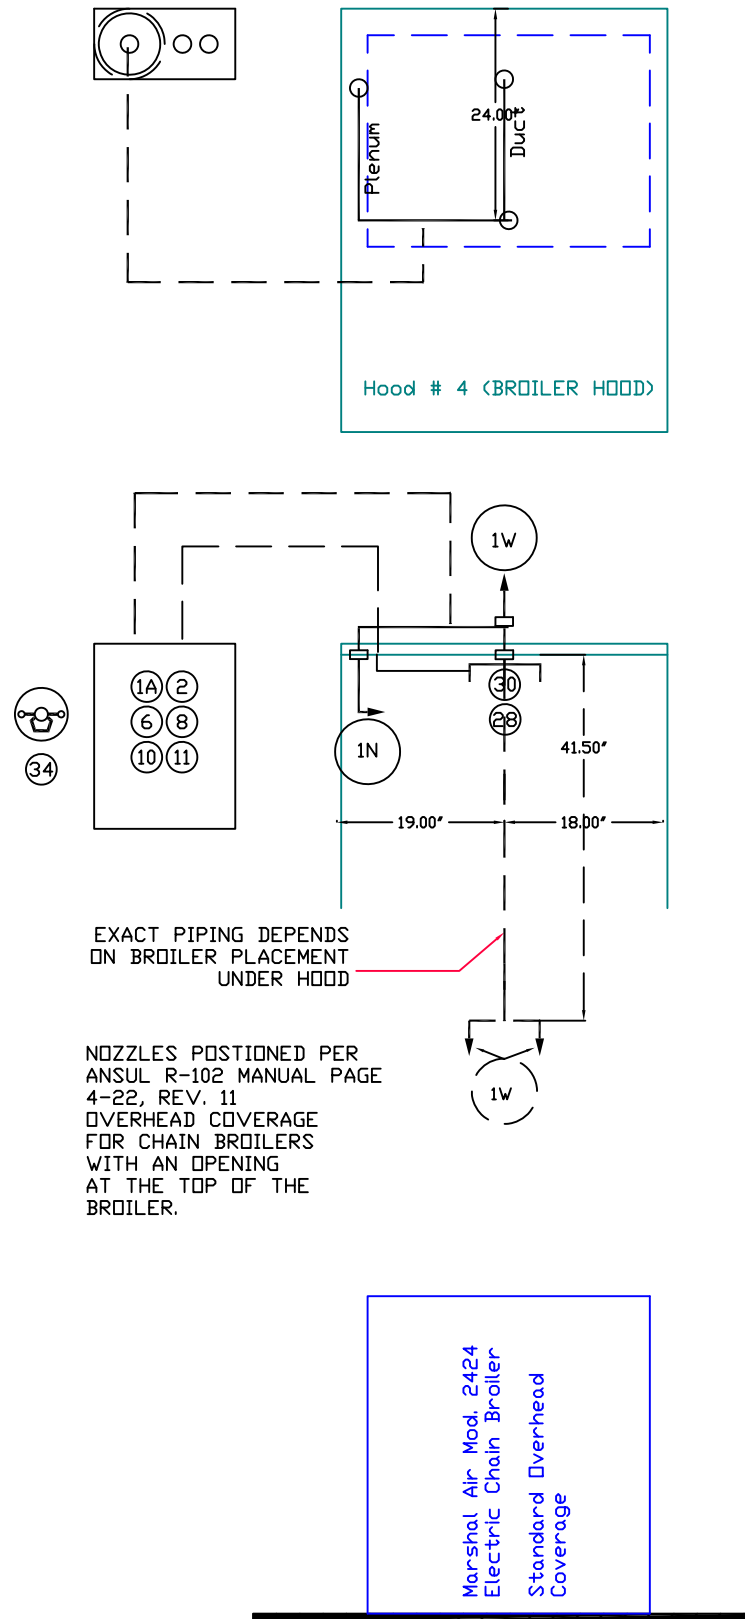 24.00"
Plenum
Duct
Hood # 4 (BROILER HOOD)
1W
1A 2
6 8
10 11
34
30
28
1N
41.50"
19.00"
18.00"
EXACT PIPING DEPENDS
ON BROILER PLACEMENT
UNDER HOOD
NOZZLES POSTIONED PER
ANSUL R-102 MANUAL PAGE
4-22, REV. 11
OVERHEAD COVERAGE
FOR CHAIN BROILERS
WITH AN OPENING
AT THE TOP OF THE
BROILER.
1W
Marshal Air Mod. 2424
Electric Chain Broiler
Standard Overhead
Coverage